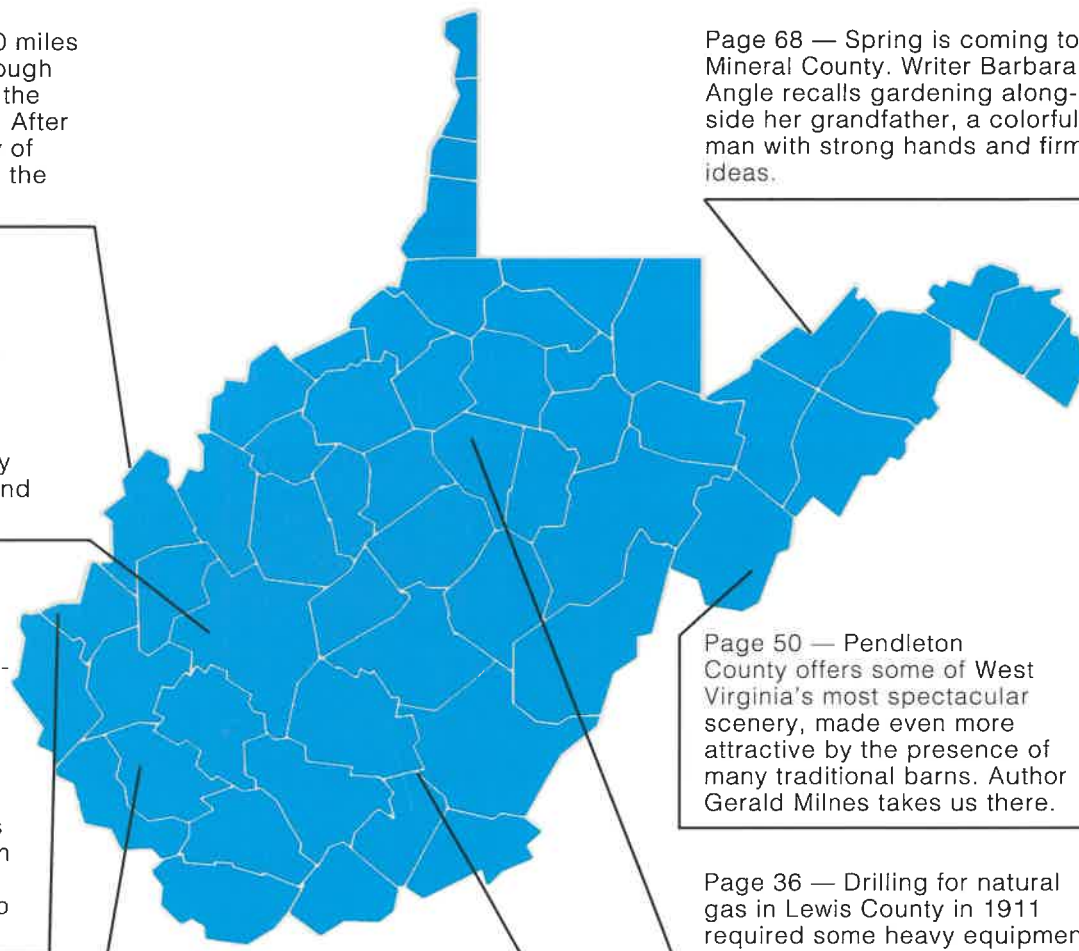 miles
ough
the
After
of
the
nd
Page 68 — Spring is coming to
Mineral County. Writer Barbara
Angle recalls gardening along-
side her grandfather, a colorful
man with strong hands and firm
ideas.
Page 50 — Pendleton
County offers some of West
Virginia's most spectacular
scenery, made even more
attractive by the presence of
many traditional barns. Author
Gerald Milnes takes us there.
Page 36 — Drilling for natural
gas in Lewis County in 1911
required some heavy equipmen